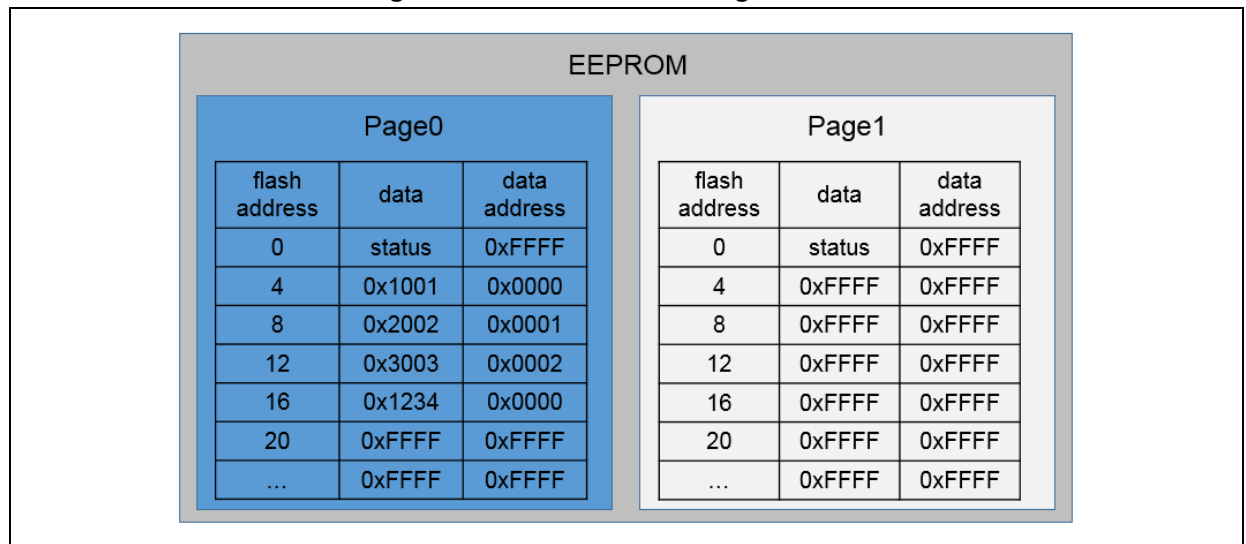 EEPROM
Page0
flash address data data address
0 status 0xFFFF
4 0x1001 0x0000
8 0x2002 0x0001
12 0x3003 0x0002
16 0x1234 0x0000
20 0xFFFF 0xFFFF
... 0xFFFF 0xFFFF
Page1
flash address data data address
0 status 0xFFFF
4 0xFFFF 0xFFFF
8 0xFFFF 0xFFFF
12 0xFFFF 0xFFFF
16 0xFFFF 0xFFFF
20 0xFFFF 0xFFFF
... 0xFFFF 0xFFFF